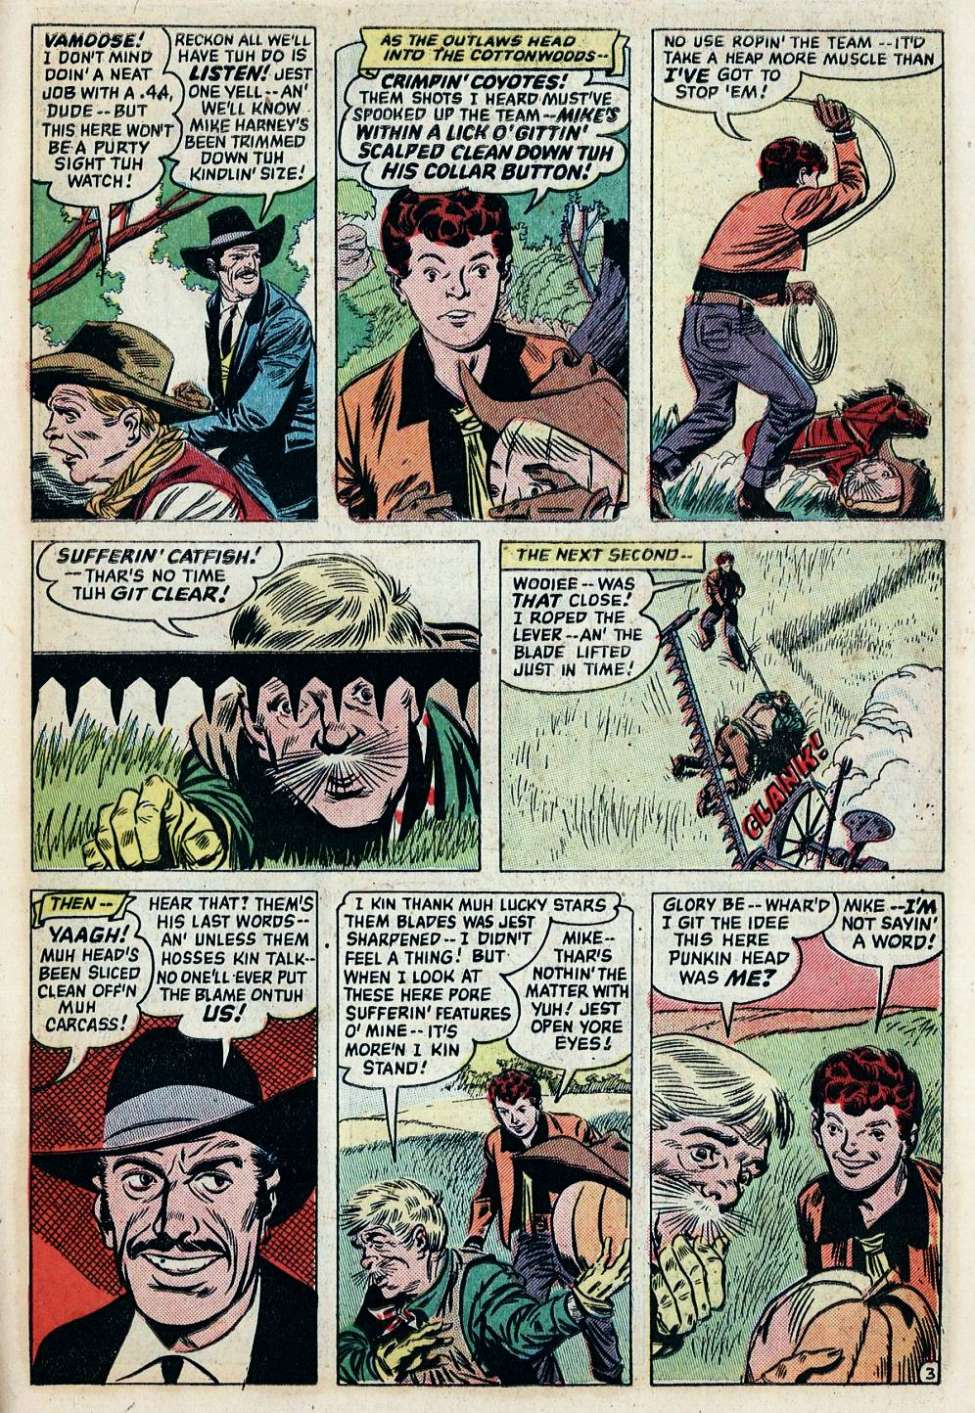 VAMOOSE!
I DON'T MIND
DOIN' A NEAT
JOB WITH A .44,
DUDE--BUT
THIS HERE WON'T
BE A PURTY
SIGHT TUH
WATCH!
RECKON ALL WE'LL
HAVE TUH DO IS
LISTEN! JEST
ONE YELL--AN'
WE'LL KNOW
MIKE HARNEY'S
BEEN TRIMMED
DOWN TUH
KINDLIN' SIZE!
AS THE OUTLAWS HEAD
INTO THE COTTONWOODS--
CRIMPIN' COYOTES!
THEM SHOTS I HEARD MUST'VE
SPOOKED UP THE TEAM--MIKE'S
WITHIN A LICK O' GITTIN'
SCALPED CLEAN DOWN TUH
HIS COLLAR BUTTON!
NO USE ROPIN' THE TEAM--IT'D
TAKE A HEAP MORE MUSCLE THAN
I'VE GOT TO
STOP 'EM!
SUFFERIN' CATFISH!
--THAR'S NO TIME
TUH GIT CLEAR!
THE NEXT SECOND--
WOOIEE--WAS
THAT CLOSE!
I ROPED THE
LEVER--AN' THE
BLADE LIFTED
JUST IN TIME!
CLANK!
THEN--
YAAGH!
MUH HEAD'S
BEEN SLICED
CLEAN OFF'N
MUH
CARCASS!
HEAR THAT? THEM'S
HIS LAST WORDS--
AN' UNLESS THEM
HOSSES KIN TALK--
NO ONE'LL EVER PUT
THE BLAME ONTUH
US!
I KIN THANK MUH LUCKY STARS
THEM BLADES WAS JEST
SHARPENED--I DIDN'T
FEEL A THING! BUT
WHEN I LOOK AT
THESE HERE PORE
SUFFERIN' FEATURES
O' MINE--IT'S
MORE'N I KIN
STAND!
MIKE--
THAR'S
NOTHIN' THE
MATTER WITH
YUH! JEST
OPEN YORE
EYES!
GLORY BE--WHAR'D
I GIT THE IDEE
THIS HERE
PUNKIN HEAD
WAS ME?
MIKE--I'M
NOT SAYIN'
A WORD!
3